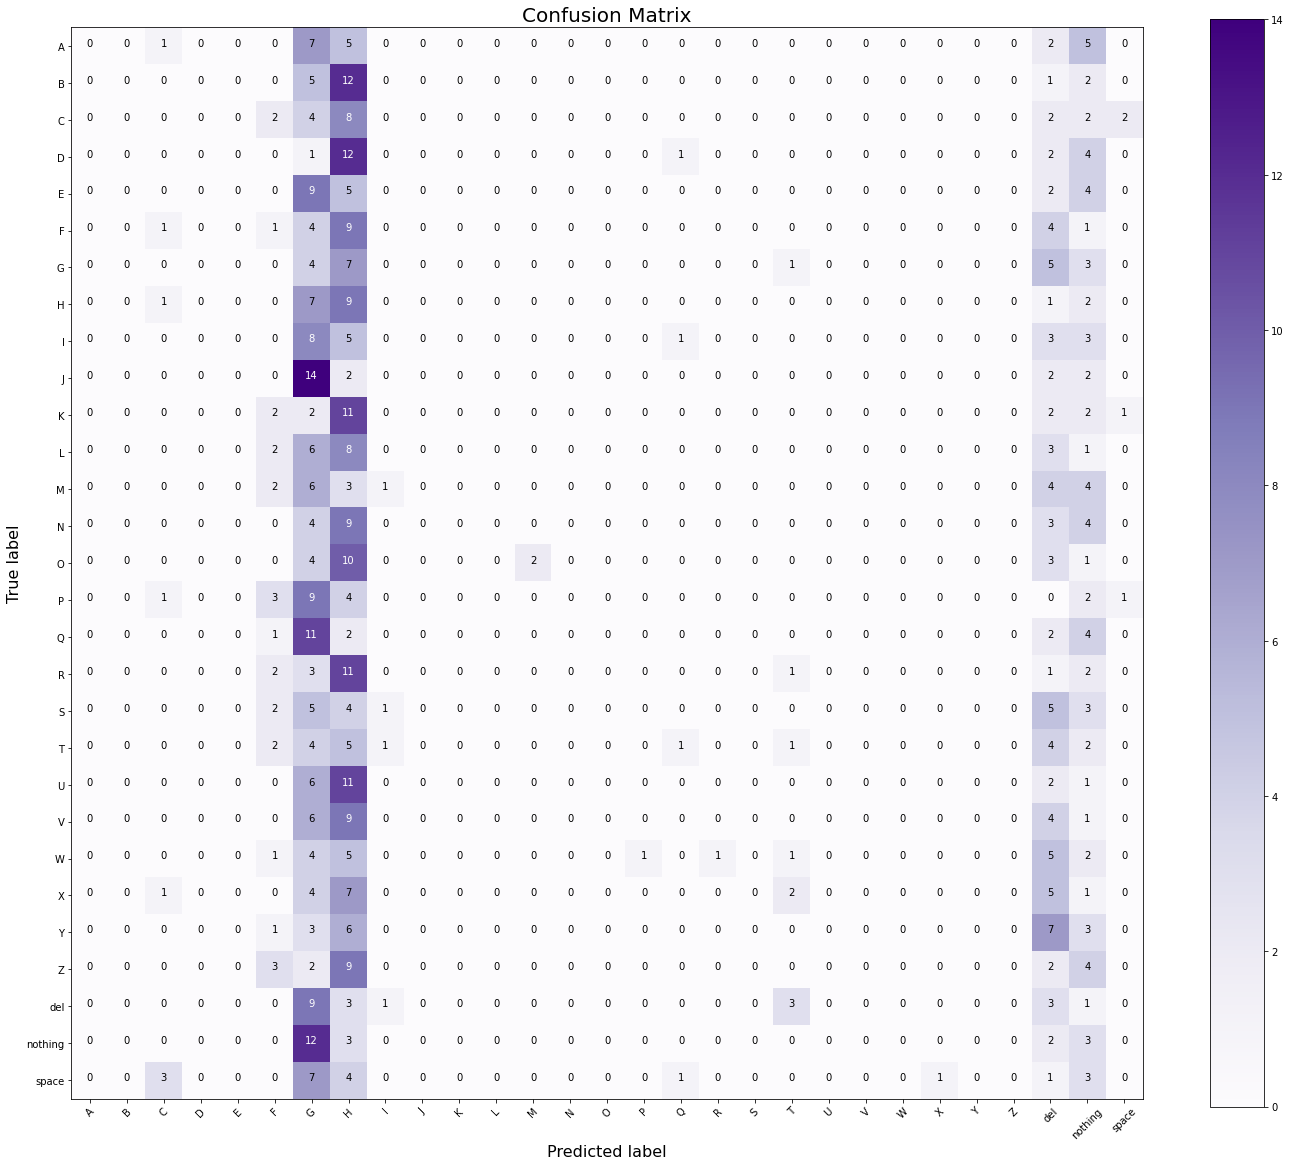 Confusion Matrix
A 0 0 1 0 0 0 7 5 0 0 0 0 0 0 0 0 0 0 0 0 0 0 0 0 0 0 2 5 0
B 0 0 0 0 0 0 5 12 0 0 0 0 0 0 0 0 0 0 0 0 0 0 0 0 0 0 1 2 0
C 0 0 0 0 0 2 4 8 0 0 0 0 0 0 0 0 0 0 0 0 0 0 0 0 0 0 2 2 2
D 0 0 0 0 0 0 1 12 0 0 0 0 0 0 0 0 1 0 0 0 0 0 0 0 0 0 2 4 0
E 0 0 0 0 0 0 9 5 0 0 0 0 0 0 0 0 0 0 0 0 0 0 0 0 0 0 2 4 0
F 0 0 1 0 0 1 4 9 0 0 0 0 0 0 0 0 0 0 0 0 0 0 0 0 0 0 4 1 0
G 0 0 0 0 0 0 4 7 0 0 0 0 0 0 0 0 0 0 0 1 0 0 0 0 0 0 5 3 0
H 0 0 1 0 0 0 7 9 0 0 0 0 0 0 0 0 0 0 0 0 0 0 0 0 0 0 1 2 0
I 0 0 0 0 0 0 8 5 0 0 0 0 0 0 0 0 1 0 0 0 0 0 0 0 0 0 3 3 0
J 0 0 0 0 0 0 14 2 0 0 0 0 0 0 0 0 0 0 0 0 0 0 0 0 0 0 2 2 0
K 0 0 0 0 0 2 2 11 0 0 0 0 0 0 0 0 0 0 0 0 0 0 0 0 0 0 2 2 1
L 0 0 0 0 0 2 6 8 0 0 0 0 0 0 0 0 0 0 0 0 0 0 0 0 0 0 3 1 0
M 0 0 0 0 0 2 6 3 1 0 0 0 0 0 0 0 0 0 0 0 0 0 0 0 0 0 4 4 0
N 0 0 0 0 0 0 4 9 0 0 0 0 0 0 0 0 0 0 0 0 0 0 0 0 0 0 3 4 0
O 0 0 0 0 0 0 4 10 0 0 0 0 2 0 0 0 0 0 0 0 0 0 0 0 0 0 3 1 0
P 0 0 1 0 0 3 9 4 0 0 0 0 0 0 0 0 0 0 0 0 0 0 0 0 0 0 0 2 1
Q 0 0 0 0 0 1 11 2 0 0 0 0 0 0 0 0 0 0 0 0 0 0 0 0 0 0 2 4 0
R 0 0 0 0 0 2 3 11 0 0 0 0 0 0 0 0 0 0 0 1 0 0 0 0 0 0 1 2 0
S 0 0 0 0 0 2 5 4 1 0 0 0 0 0 0 0 0 0 0 0 0 0 0 0 0 0 5 3 0
T 0 0 0 0 0 2 4 5 1 0 0 0 0 0 0 0 1 0 0 1 0 0 0 0 0 0 4 2 0
U 0 0 0 0 0 0 6 11 0 0 0 0 0 0 0 0 0 0 0 0 0 0 0 0 0 0 2 1 0
V 0 0 0 0 0 0 6 9 0 0 0 0 0 0 0 0 0 0 0 0 0 0 0 0 0 0 4 1 0
W 0 0 0 0 0 1 4 5 0 0 0 0 0 0 0 1 0 1 0 1 0 0 0 0 0 0 5 2 0
X 0 0 1 0 0 0 4 7 0 0 0 0 0 0 0 0 0 0 0 2 0 0 0 0 0 0 5 1 0
Y 0 0 0 0 0 1 3 6 0 0 0 0 0 0 0 0 0 0 0 0 0 0 0 0 0 0 7 3 0
Z 0 0 0 0 0 3 2 9 0 0 0 0 0 0 0 0 0 0 0 0 0 0 0 0 0 0 2 4 0
del 0 0 0 0 0 0 9 3 1 0 0 0 0 0 0 0 0 0 0 3 0 0 0 0 0 0 3 1 0
nothing 0 0 0 0 0 0 12 3 0 0 0 0 0 0 0 0 0 0 0 0 0 0 0 0 0 0 2 3 0
space 0 0 3 0 0 0 7 4 0 0 0 0 0 0 0 0 1 0 0 0 0 0 0 1 0 0 1 3 0
A B C D E F G H I J K L M N O P Q R S T U V W X Y Z del nothing space
Predicted label
True label
14
12
10
8
6
4
2
0